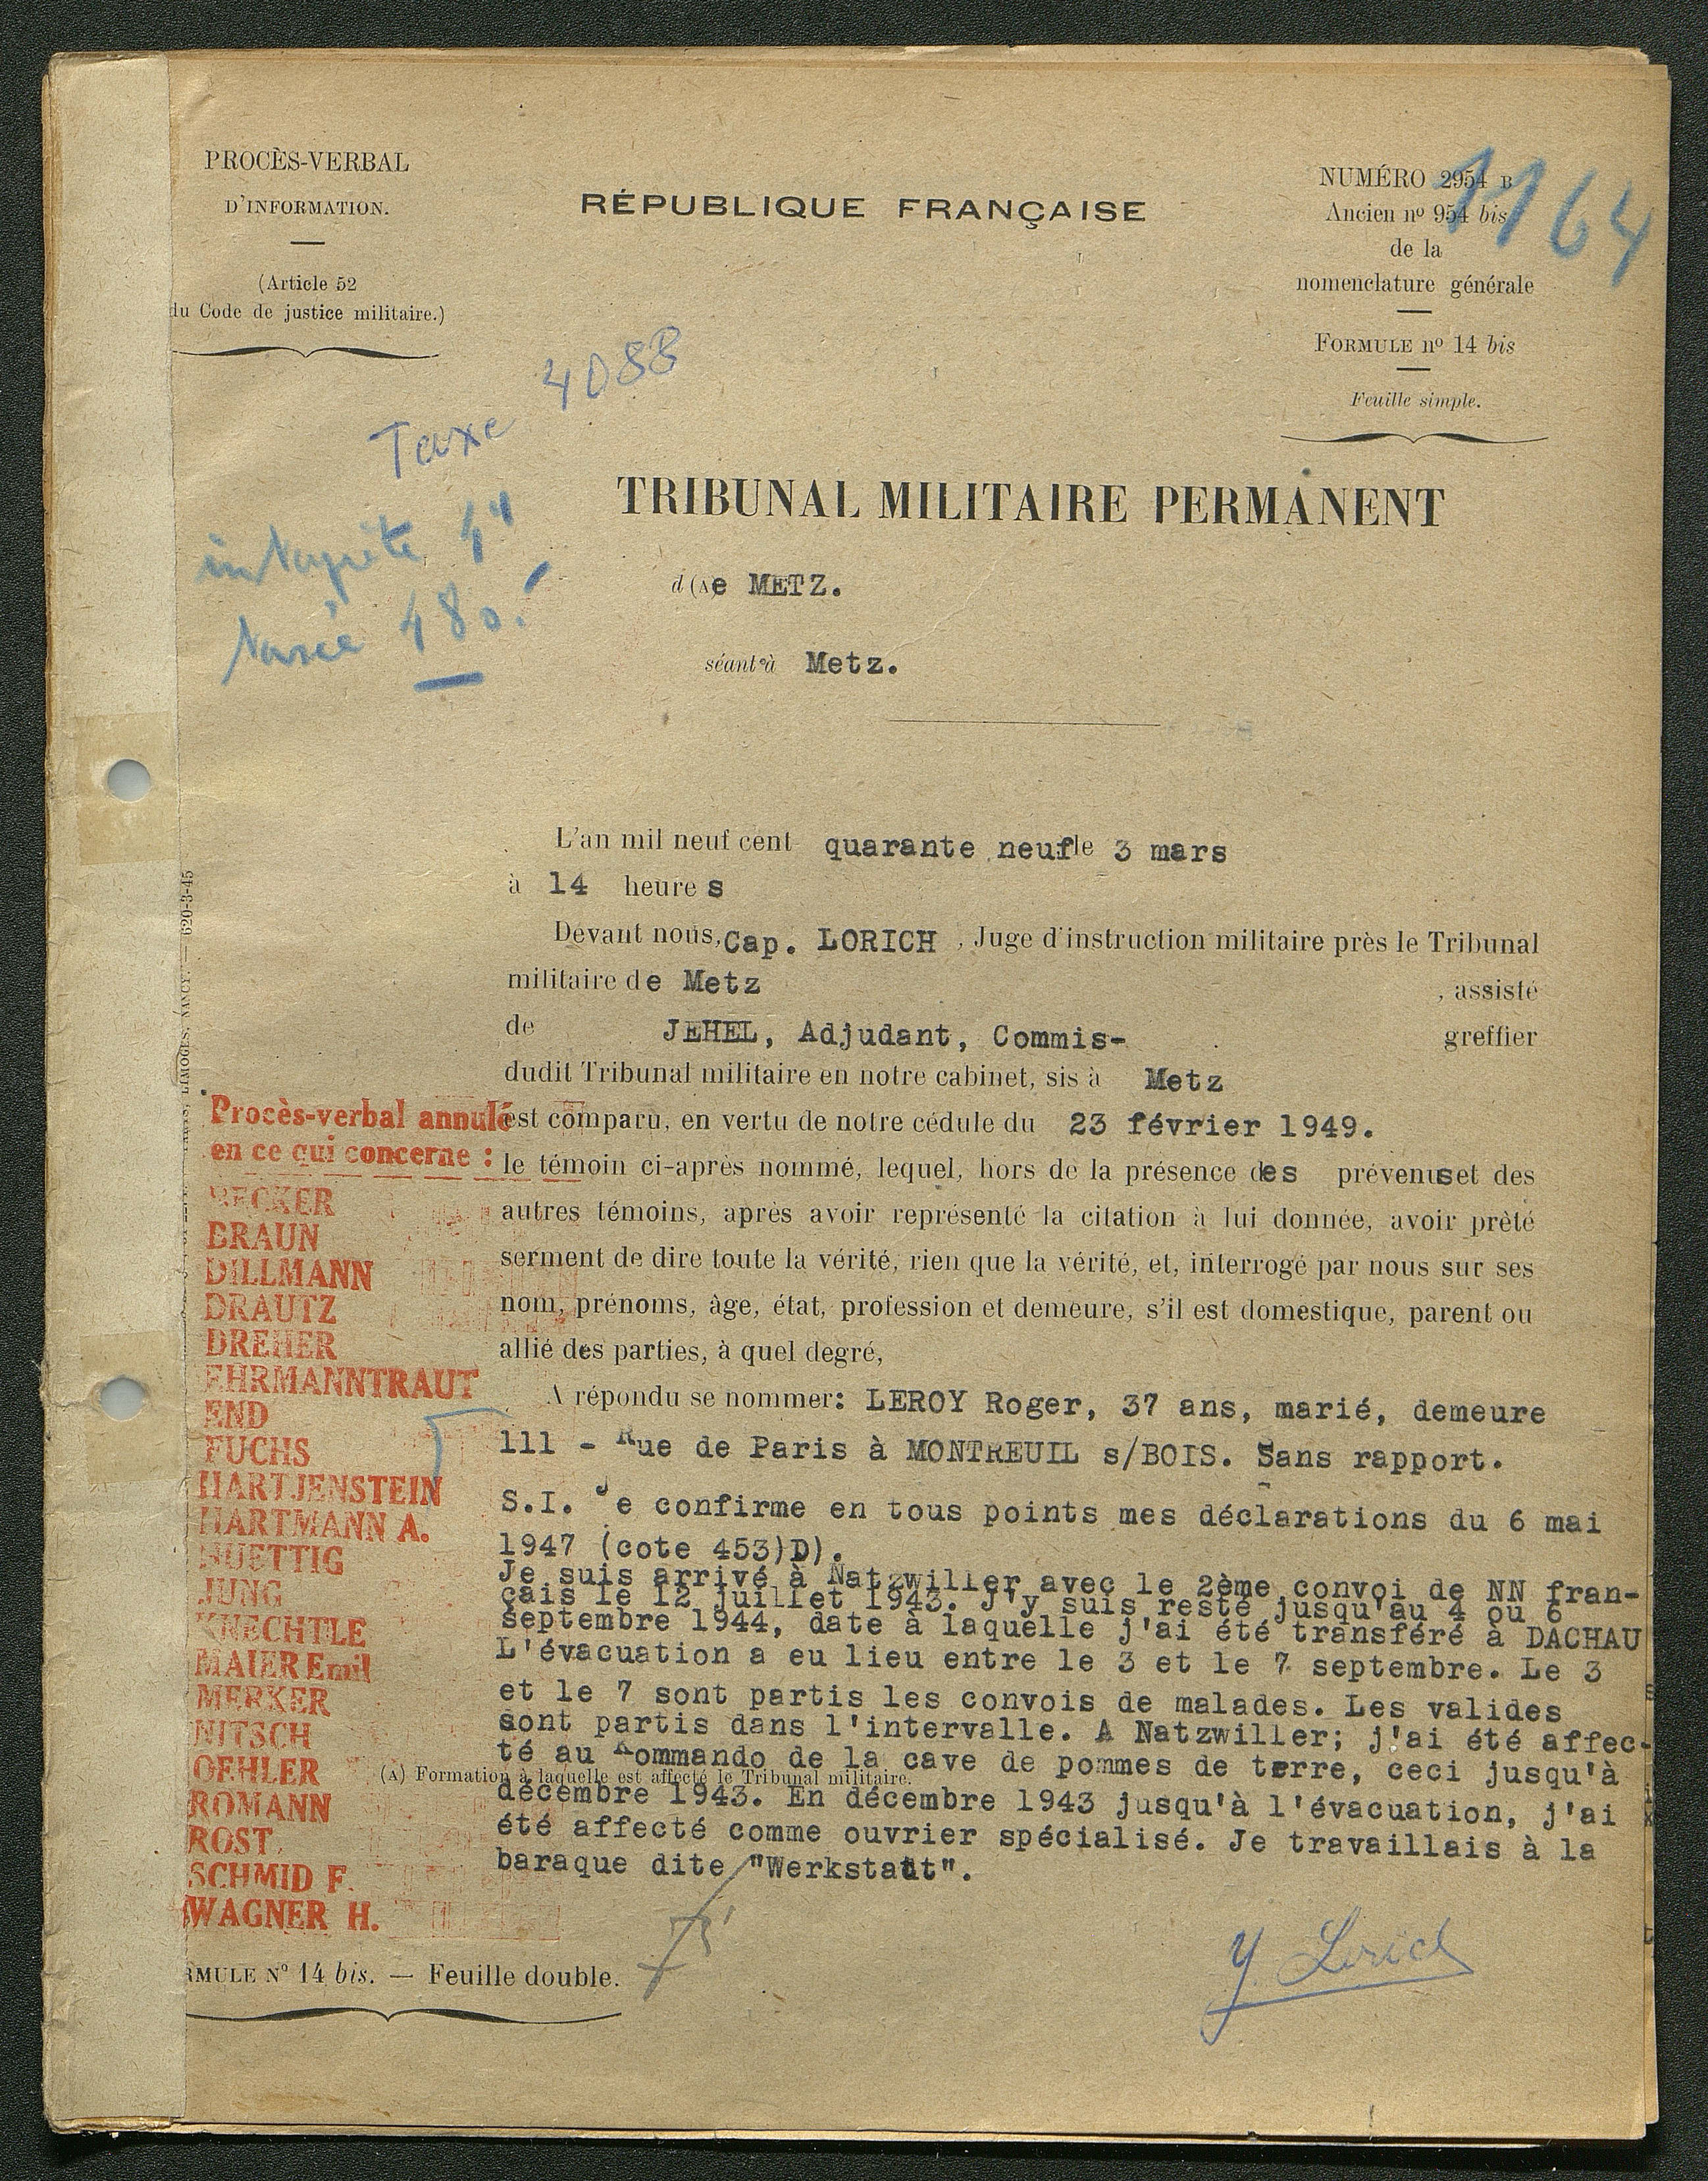 PROCÈS-VERBAL
D'INFORMATION.
(Article 52
du Code de justice militaire.)
RÉPUBLIQUE FRANÇAISE
NUMÉRO 2954 B
Ancien nº 954 bis
de la
nomenclature générale
FORMULE nº 14 bis
Feuille simple.
1164
Taxe 4088
interprète
taxée 480.
TRIBUNAL MILITAIRE PERMANENT
d(A)e METZ.
séant à Metz.
L'an mil neuf cent quarante neuf le 3 mars
à 14 heures
Devant nous, Cap. LORICH, Juge d'instruction militaire près le Tribunal
militaire de Metz , assisté
de JEHEL, Adjudant, Commis- greffier
dudit Tribunal militaire en notre cabinet, sis à Metz
est comparu, en vertu de notre cédule du 23 février 1949.
le témoin ci-après nommé, lequel, hors de la présence des prévenus et des
autres témoins, après avoir représenté la citation à lui donnée, avoir prêté
serment de dire toute la vérité, rien que la vérité, et, interrogé par nous sur ses
nom, prénoms, âge, état, profession et demeure, s'il est domestique, parent ou
allié des parties, à quel degré,
A répondu se nommer: LEROY Roger, 37 ans, marié, demeure
111 - Rue de Paris à MONTREUIL s/BOIS. Sans rapport.
S.I. Je confirme en tous points mes déclarations du 6 mai
1947 (cote 453)D).
Je suis arrivé à Natzwiller avec le 2ème convoi de NN fran-
çais le 12 juillet 1943. J'y suis resté jusqu'au 4 ou 6
septembre 1944, date à laquelle j'ai été transféré à DACHAU
L'évacuation a eu lieu entre le 3 et le 7 septembre. Le 3
et le 7 sont partis les convois de malades. Les valides
sont partis dans l'intervalle. A Natzwiller; j'ai été affec-
té au Kommando de la cave de pommes de terre, ceci jusqu'à
(A) Formation à laquelle est affecté le Tribunal militaire.
décembre 1943. En décembre 1943 jusqu'à l'évacuation, j'ai
été affecté comme ouvrier spécialisé. Je travaillais à la
baraque dite "Werkstatt".
Procès-verbal annulé
en ce qui concerne :
BECKER
BRAUN
DILLMANN
DRAUTZ
DREHER
EHRMANNTRAUT
END
FUCHS
HARTJENSTEIN
HARTMANN A.
HUETTIG
JUNG
KNECHTLE
MAIER Emil
MERKER
NITSCH
OEHLER
ROMANN
ROST
SCHMID F.
WAGNER H.
LIMOGES, NANCY. — 620-3-45
Y. Lorich
RMULE Nº 14 bis. — Feuille double.